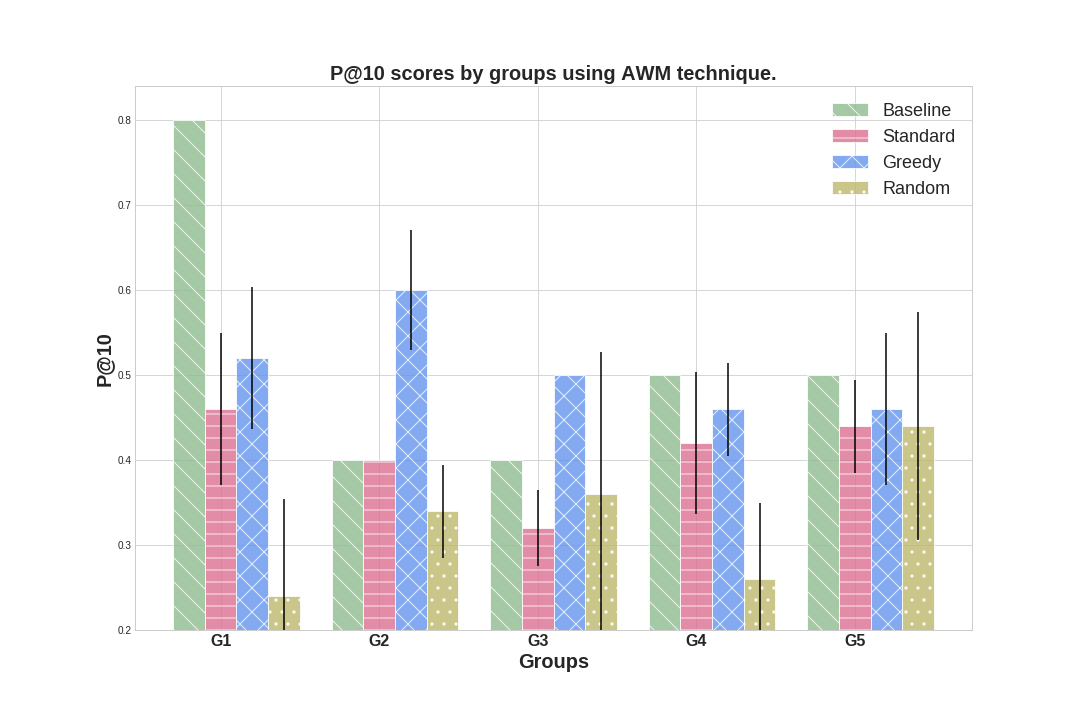 P@10 scores by groups using AWM technique.
Baseline
Standard
Greedy
Random
P@10
0.8
0.7
0.6
0.5
0.4
0.3
0.2
G1 G2 G3 G4 G5
Groups